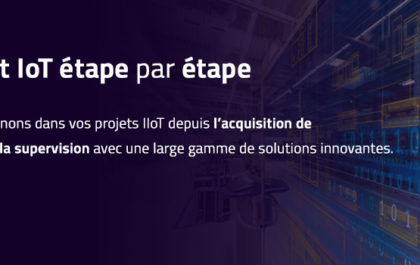 t IoT étape par étape
nons dans vos projets IIoT depuis l'acquisition de
la supervision avec une large gamme de solutions innovantes.